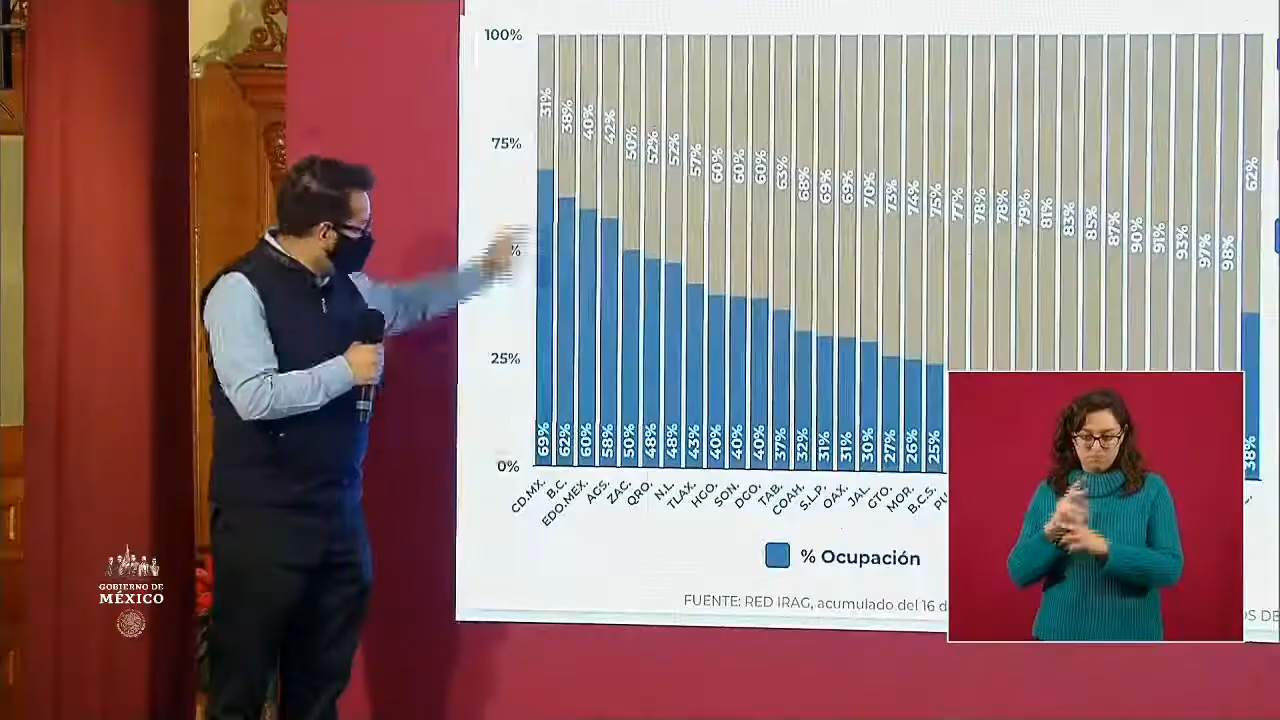 100%
75%
%
25%
0%
31% 38% 40% 42% 50% 52% 52% 57% 60% 60% 60% 63% 68% 69% 69% 70% 73% 74% 75% 77% 78% 78% 79% 81% 83% 85% 87% 90% 91% 93% 97% 98% 62%
69% 62% 60% 58% 50% 48% 48% 43% 40% 40% 40% 37% 32% 31% 31% 30% 27% 26% 25% 38%
CD.MX. B.C. EDO.MEX. AGS. ZAC. QRO. N.L. TLAX. HGO. SON. DGO. TAB. COAH. S.L.P. OAX. JAL. GTO. MOR. B.C.S.
% Ocupación
FUENTE: RED IRAG, acumulado del 16 d
GOBIERNO DE
MÉXICO